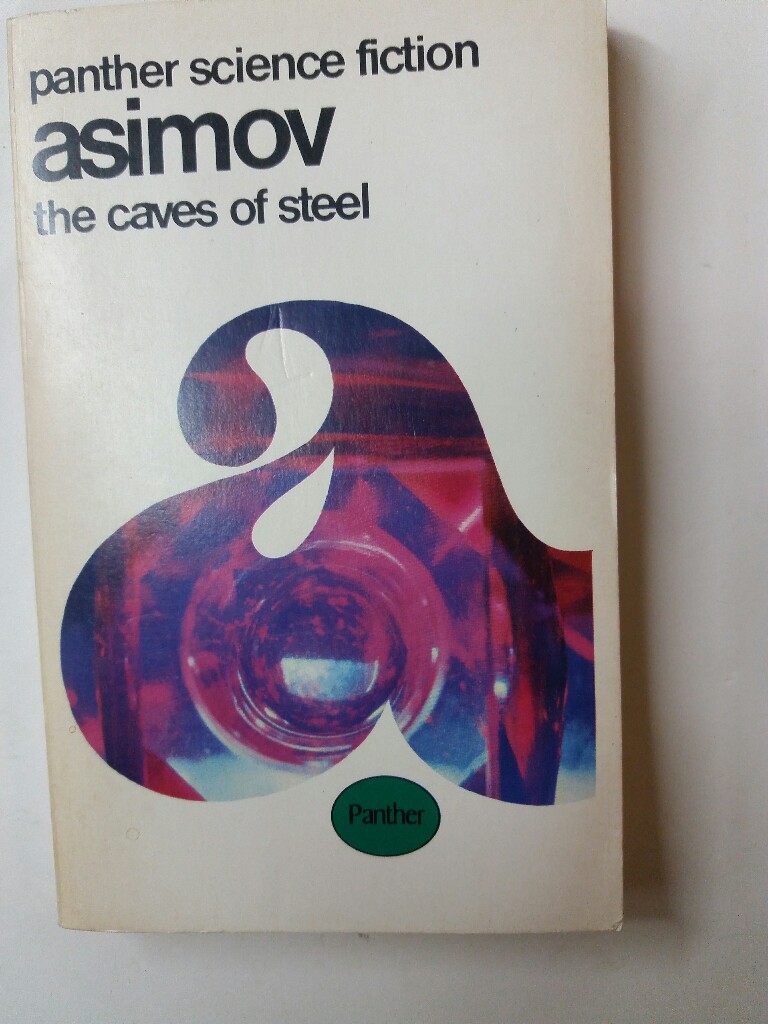 panther science fiction
asimov
the caves of steel
a
Panther